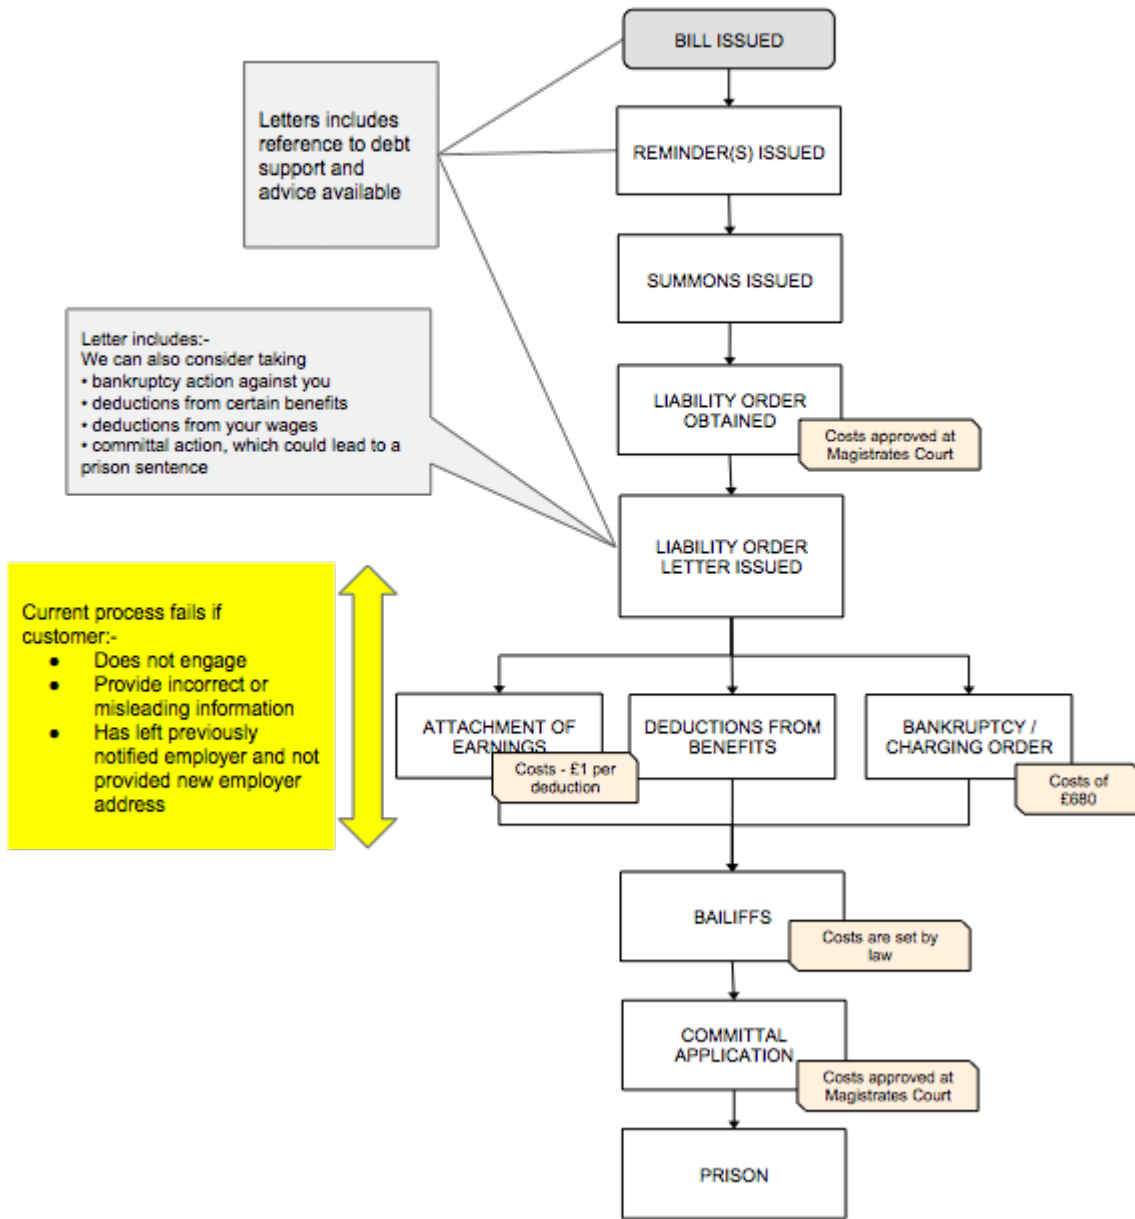 BILL ISSUED
Letters includes
reference to debt
support and
advice available
REMINDER(S) ISSUED
SUMMONS ISSUED
Letter includes:-
We can also consider taking
• bankruptcy action against you
• deductions from certain benefits
• deductions from your wages
• committal action, which could lead to a
prison sentence
LIABILITY ORDER
OBTAINED
Costs approved at
Magistrates Court
LIABILITY ORDER
LETTER ISSUED
Current process fails if
customer:-
● Does not engage
● Provide incorrect or
misleading information
● Has left previously
notified employer and not
provided new employer
address
ATTACHMENT OF
EARNINGS
Costs - £1 per
deduction
DEDUCTIONS FROM
BENEFITS
BANKRUPTCY /
CHARGING ORDER
Costs of
£680
BAILIFFS
Costs are set by
law
COMMITTAL
APPLICATION
Costs approved at
Magistrates Court
PRISON